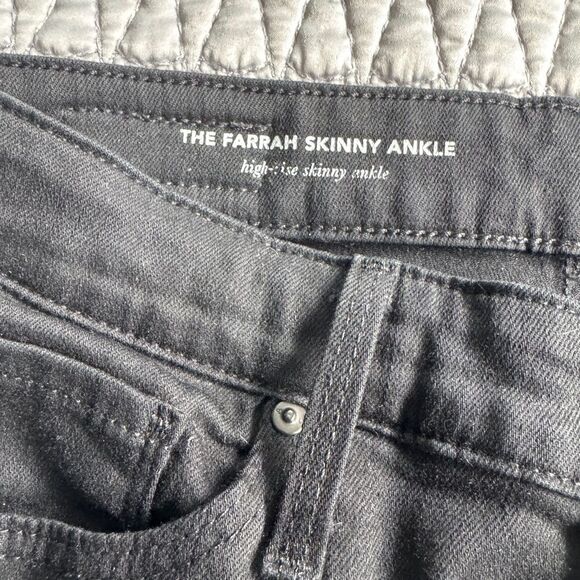 THE FARRAH SKINNY ANKLE
high-rise skinny ankle